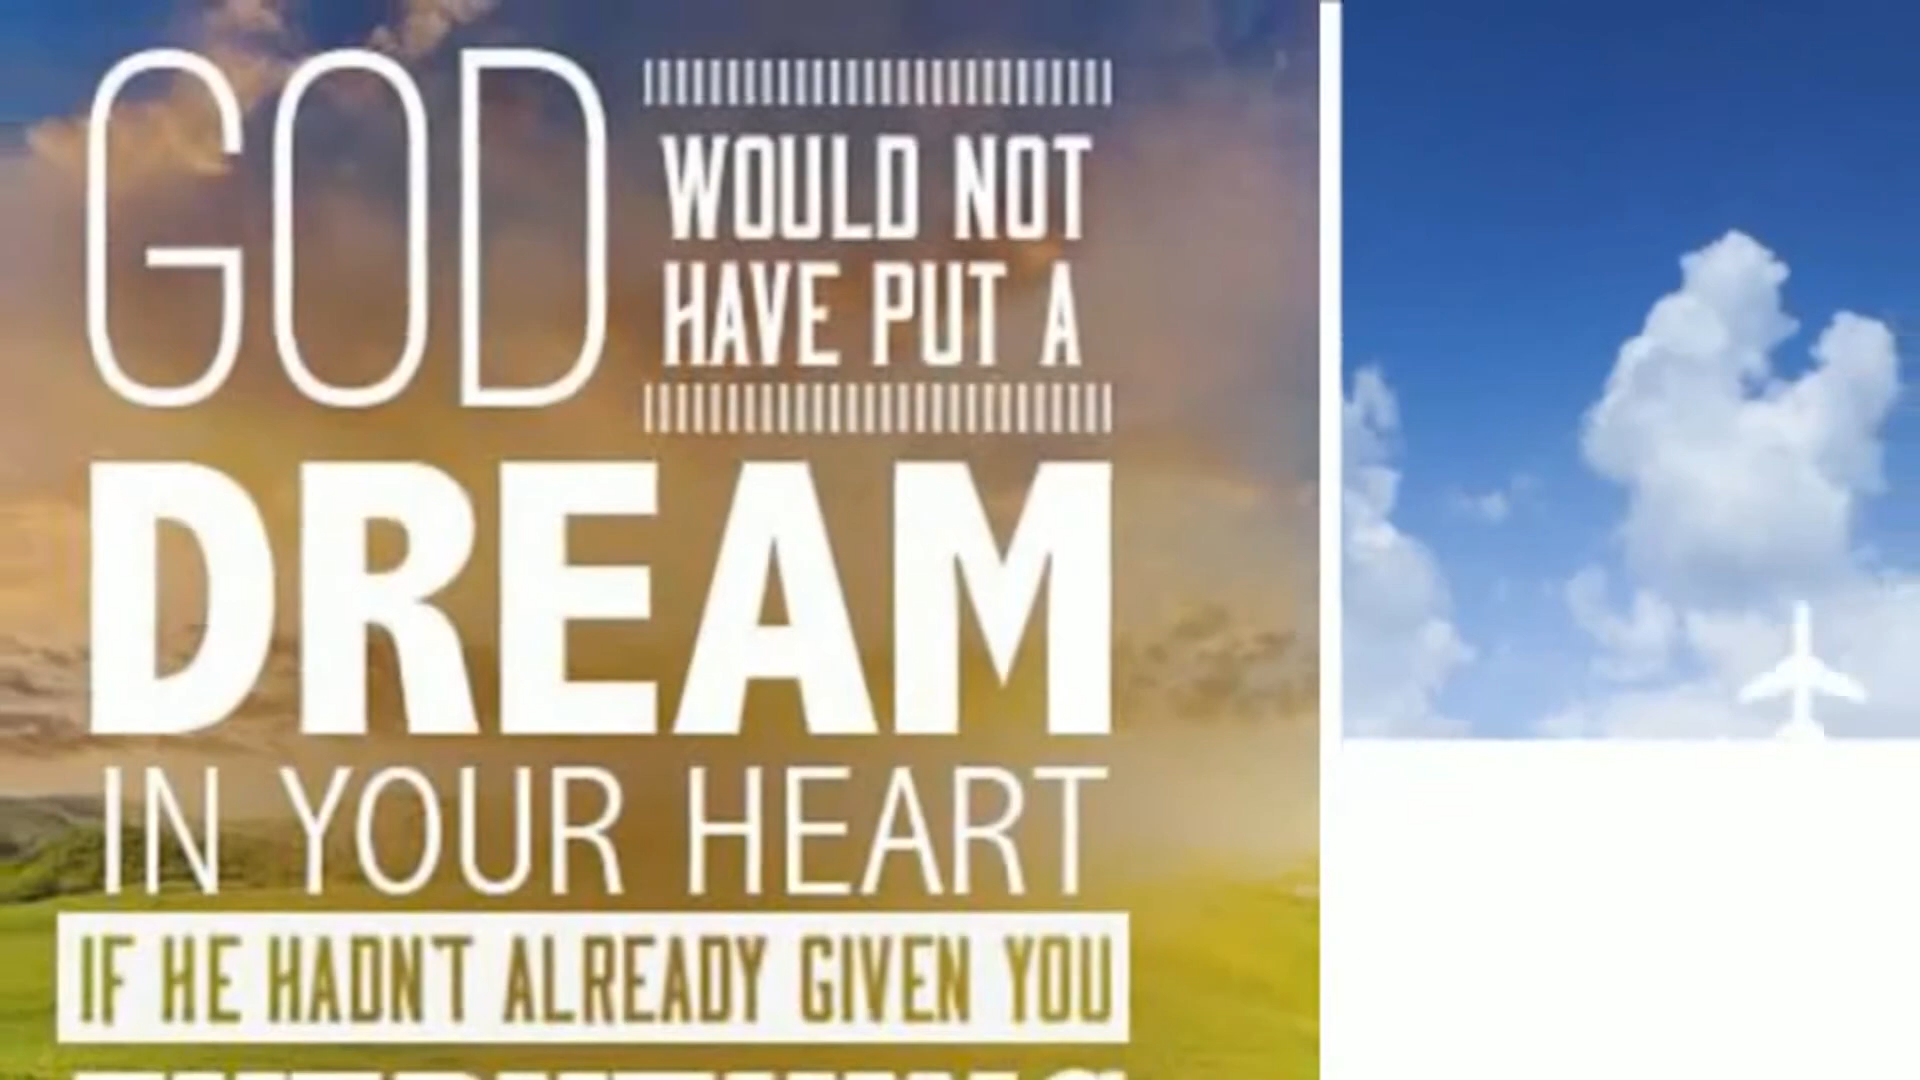 GOD
WOULD NOT
HAVE PUT A
DREAM
IN YOUR HEART
IF HE HADN'T ALREADY GIVEN YOU